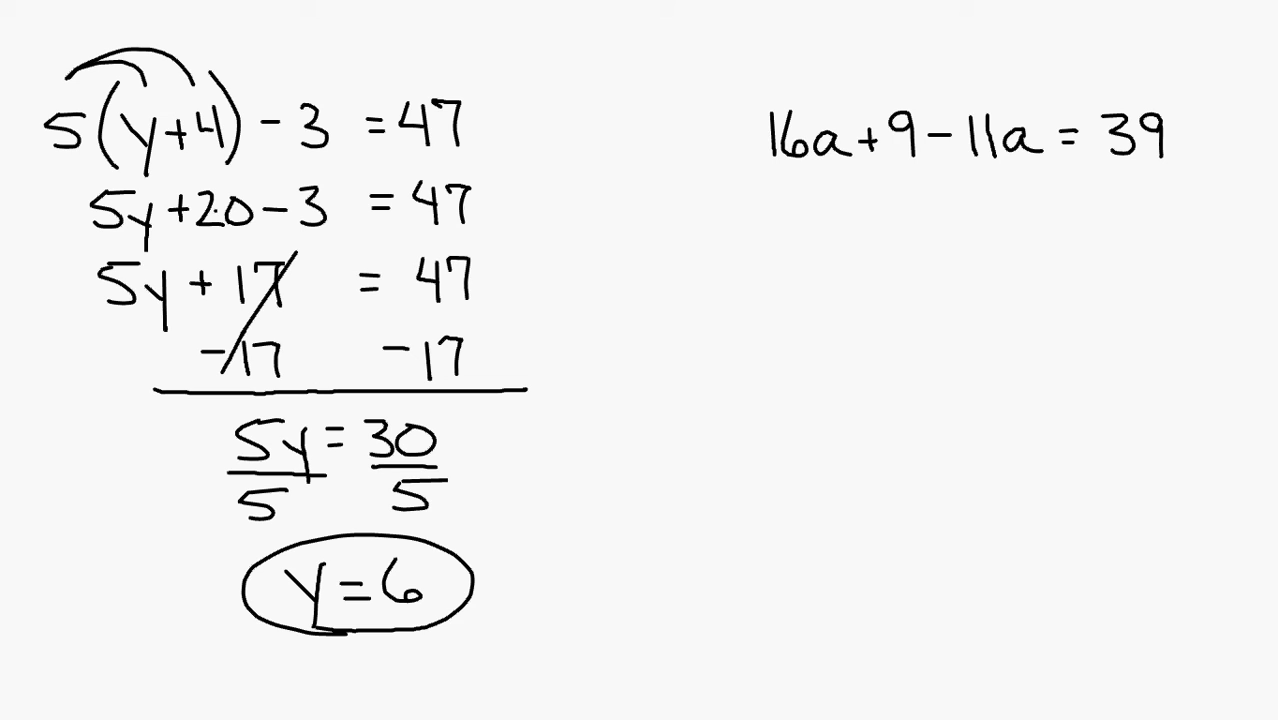 5(y+4) - 3 = 47
5y + 20 - 3 = 47
5y + 17 = 47
-17 -17
5y = 30
5 5
y = 6
16a + 9 - 11a = 39